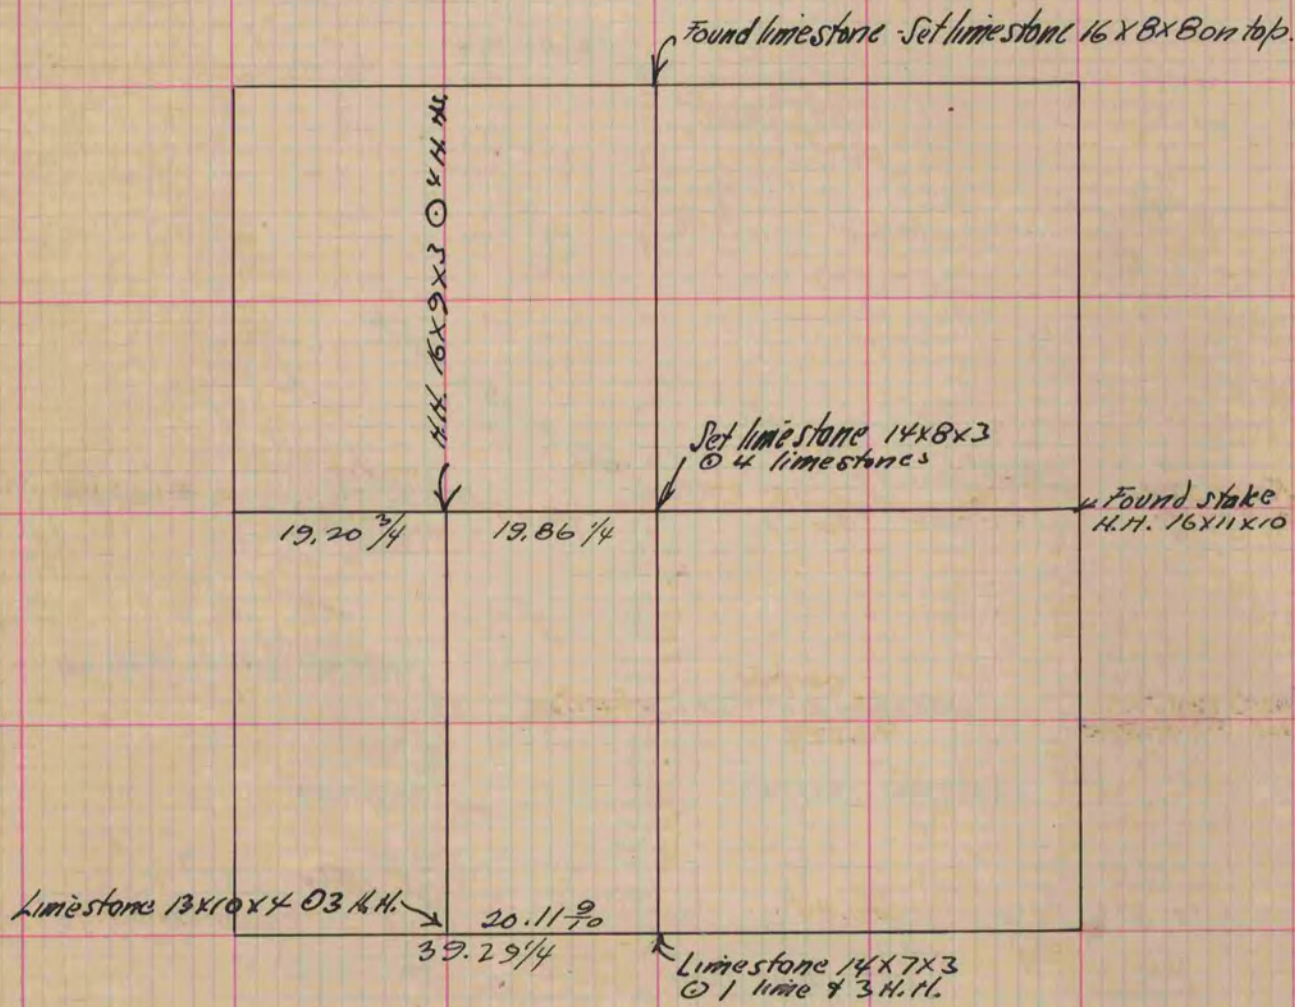 Found limestone - Set limestone 16 X 8 X 8 on top.
H.H. 16 X 9 X 3 ⊙ 4 H.H.
Set limestone 14 X 8 X 3
⊙ 4 limestones
Found stake
H.H. 16 X 11 X 10
19.20 3/4
19.86 1/4
Limestone 13 X 10 X 4 ⊙ 3 H.H.
20.11 9/10
39.29 1/4
Limestone 14 X 7 X 3
⊙ 1 lime & 3 H.H.